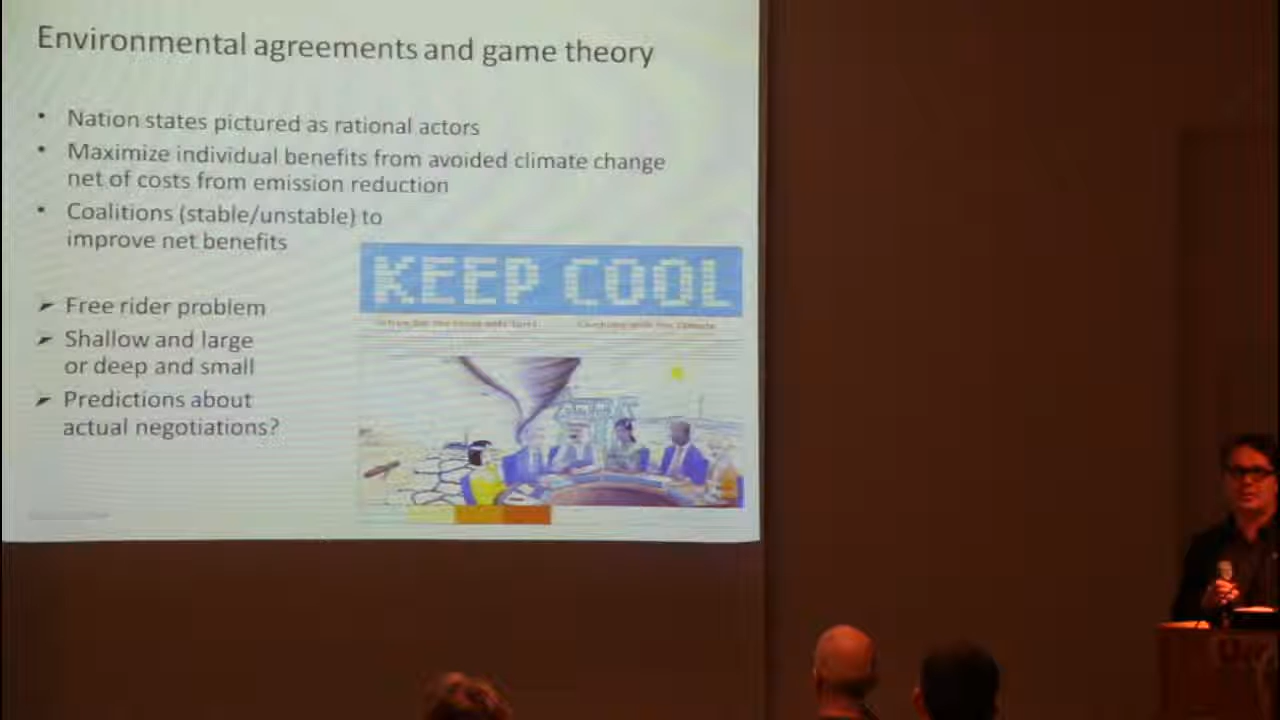 Environmental agreements and game theory
• Nation states pictured as rational actors
• Maximize individual benefits from avoided climate change
net of costs from emission reduction
• Coalitions (stable/unstable) to
improve net benefits
KEEP COOL
➢ Free rider problem
➢ Shallow and large
or deep and small
➢ Predictions about
actual negotiations?